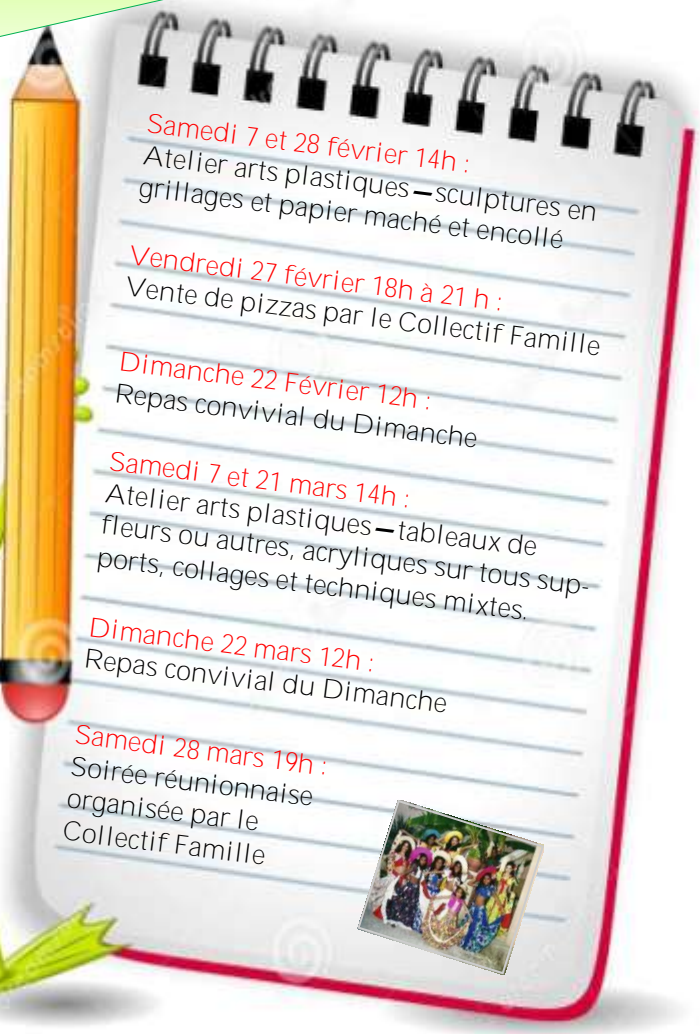 Samedi 7 et 28 février 14h :
Atelier arts plastiques – sculptures en
grillages et papier maché et encollé
Vendredi 27 février 18h à 21 h :
Vente de pizzas par le Collectif Famille
Dimanche 22 Février 12h :
Repas convivial du Dimanche
Samedi 7 et 21 mars 14h :
Atelier arts plastiques – tableaux de
fleurs ou autres, acryliques sur tous sup-
ports, collages et techniques mixtes.
Dimanche 22 mars 12h :
Repas convivial du Dimanche
Samedi 28 mars 19h :
Soirée réunionnaise
organisée par le
Collectif Famille